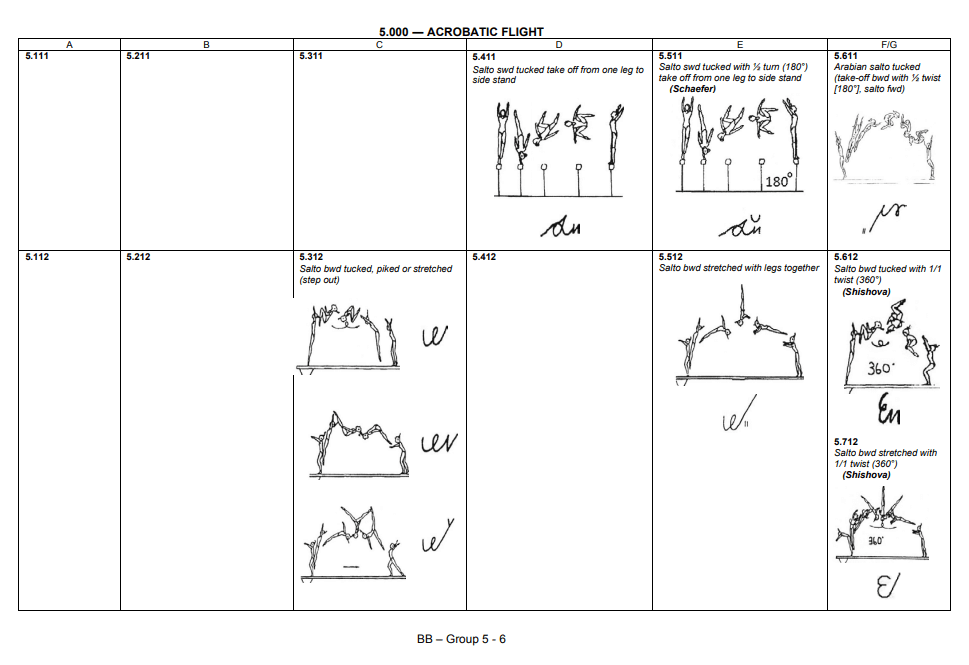 5.000 — ACROBATIC FLIGHT
A B C D E F/G
5.111
5.211
5.311
5.411
Salto swd tucked take off from one leg to
side stand
5.511
Salto swd tucked with ½ turn (180°)
take off from one leg to side stand
(Schaefer)
180°
5.611
Arabian salto tucked
(take-off bwd with ½ twist
[180°], salto fwd)
5.112
5.212
5.312
Salto bwd tucked, piked or stretched
(step out)
5.412
5.512
Salto bwd stretched with legs together
5.612
Salto bwd tucked with 1/1
twist (360°)
(Shishova)
360°
5.712
Salto bwd stretched with
1/1 twist (360°)
(Shishova)
360°
BB – Group 5 - 6